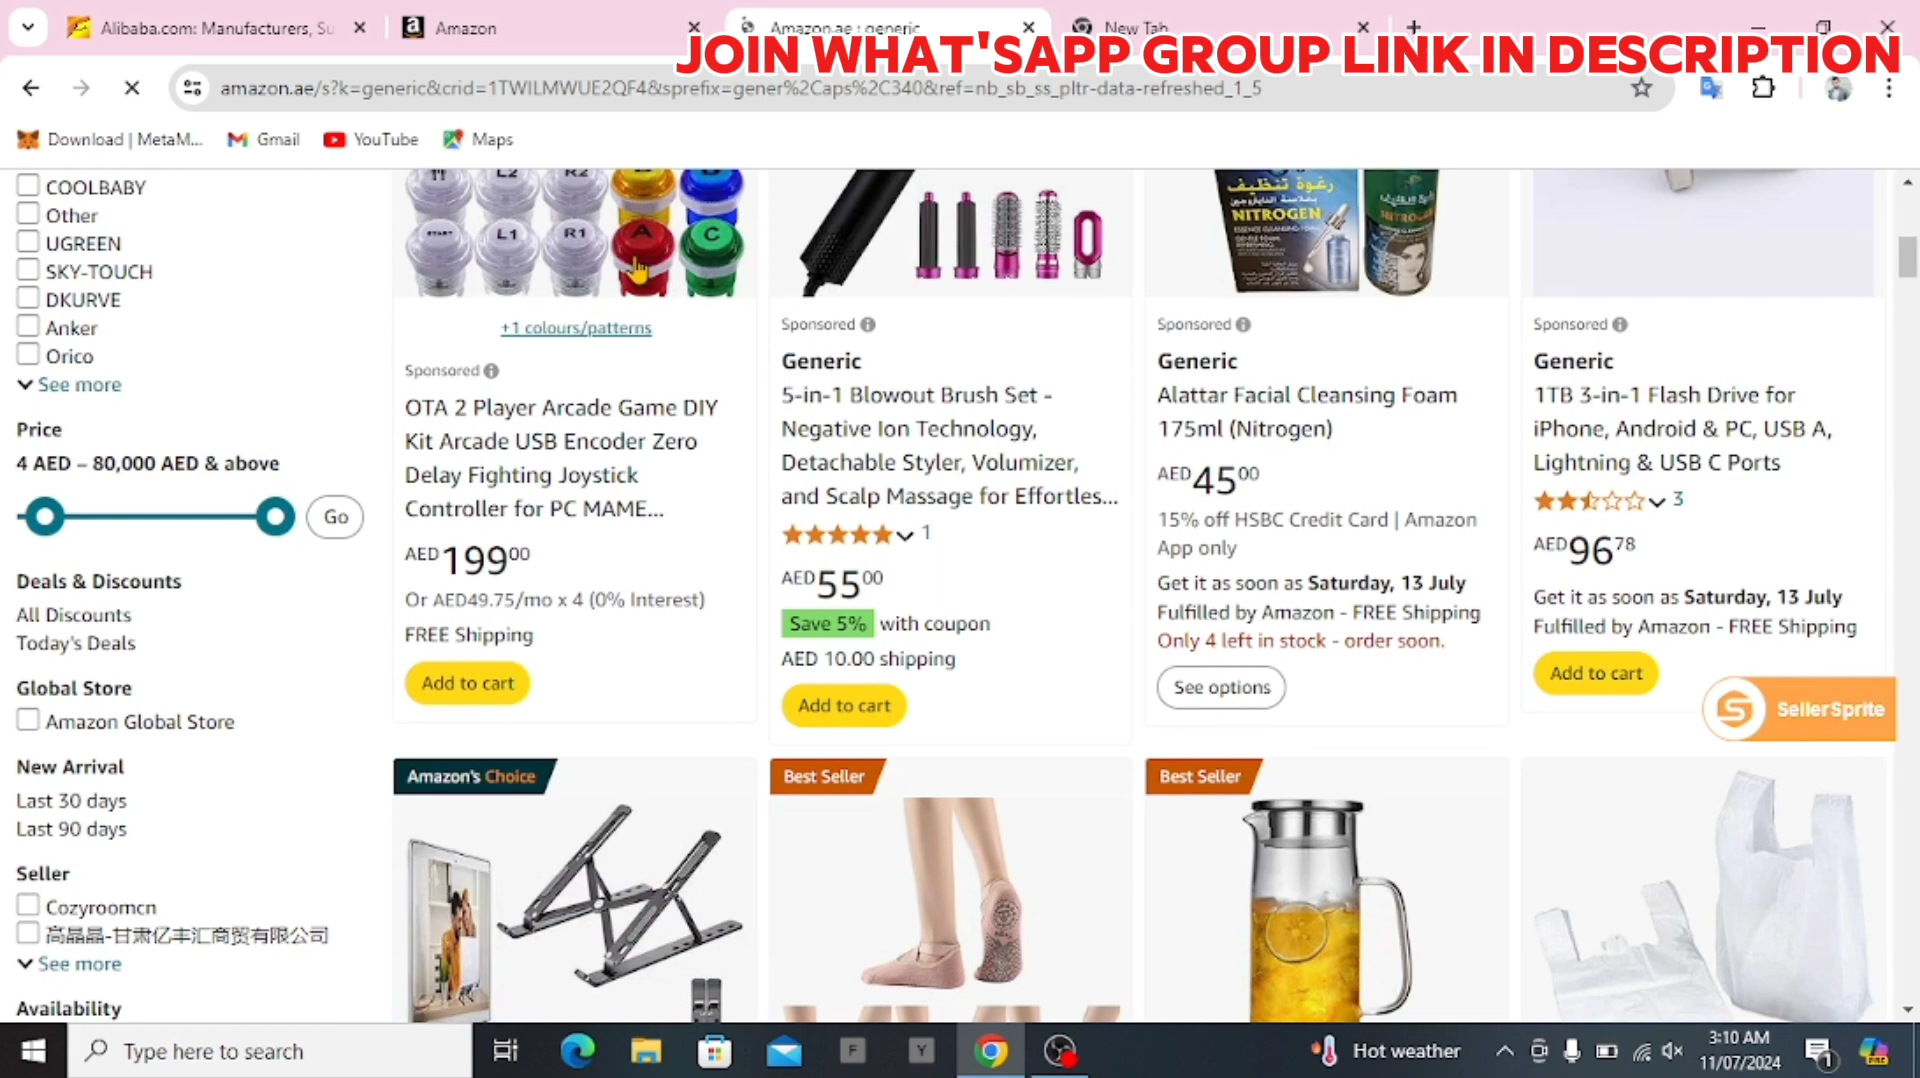 Alibaba.com: Manufacturers, Su
Amazon
Amazon.ae : generic
New Tab
JOIN WHAT'SAPP GROUP LINK IN DESCRIPTION
amazon.ae/s?k=generic&crid=1TWILMWUE2QF4&sprefix=gener%2Caps%2C340&ref=nb_sb_ss_pltr-data-refreshed_1_5
Download | MetaM...
Gmail
YouTube
Maps
COOLBABY
Other
UGREEN
SKY-TOUCH
DKURVE
Anker
Orico
See more
Price
4 AED – 80,000 AED & above
Go
Deals & Discounts
All Discounts
Today's Deals
Global Store
Amazon Global Store
New Arrival
Last 30 days
Last 90 days
Seller
Cozyroomcn
高晶晶-甘肃亿丰汇商贸有限公司
See more
Availability
L2
R2
START
L1
R1
A
C
+1 colours/patterns
Sponsored
OTA 2 Player Arcade Game DIY
Kit Arcade USB Encoder Zero
Delay Fighting Joystick
Controller for PC MAME...
AED 199 00
Or AED49.75/mo x 4 (0% Interest)
FREE Shipping
Add to cart
Sponsored
Generic
5-in-1 Blowout Brush Set -
Negative Ion Technology,
Detachable Styler, Volumizer,
and Scalp Massage for Effortles...
1
AED 55 00
Save 5% with coupon
AED 10.00 shipping
Add to cart
رغوة تنظيف
NITROGEN
NITROGEN
Sponsored
Generic
Alattar Facial Cleansing Foam
175ml (Nitrogen)
AED 45 00
15% off HSBC Credit Card | Amazon
App only
Get it as soon as Saturday, 13 July
Fulfilled by Amazon - FREE Shipping
Only 4 left in stock - order soon.
See options
Sponsored
Generic
1TB 3-in-1 Flash Drive for
iPhone, Android & PC, USB A,
Lightning & USB C Ports
3
AED 96 78
Get it as soon as Saturday, 13 July
Fulfilled by Amazon - FREE Shipping
Add to cart
SellerSprite
Amazon's Choice
Best Seller
Best Seller
Type here to search
F
Y
Hot weather
3:10 AM
11/07/2024
1